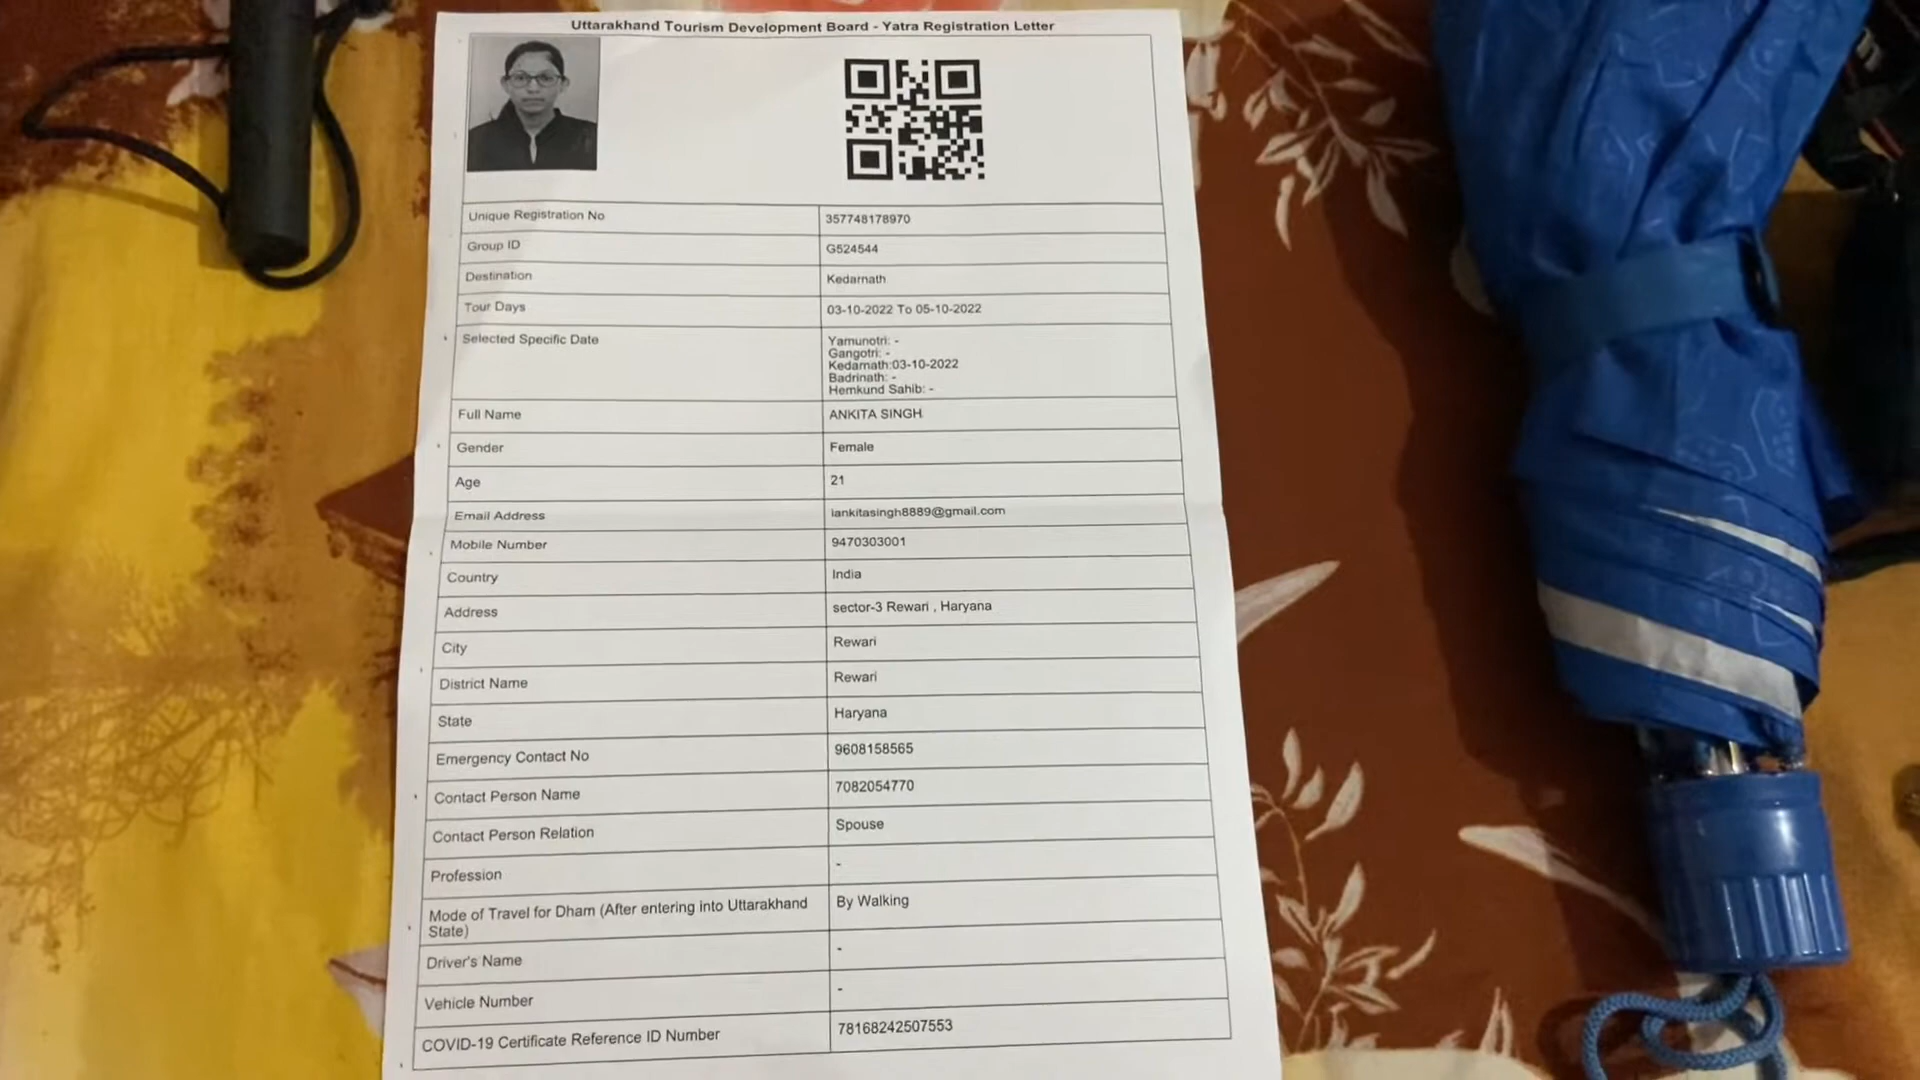 Uttarakhand Tourism Development Board - Yatra Registration Letter
Unique Registration No 357748178970
Group ID G524544
Destination Kedarnath
Tour Days 03-10-2022 To 05-10-2022
Selected Specific Date Yamunotri: -
Gangotri: -
Kedarnath:03-10-2022
Badrinath: -
Hemkund Sahib: -
Full Name ANKITA SINGH
Gender Female
Age 21
Email Address iankitasingh8889@gmail.com
Mobile Number 9470303001
Country India
Address sector-3 Rewari , Haryana
City Rewari
District Name Rewari
State Haryana
Emergency Contact No 9608158565
Contact Person Name 7082054770
Contact Person Relation Spouse
Profession -
Mode of Travel for Dham (After entering into Uttarakhand By Walking
State)
Driver's Name -
Vehicle Number -
COVID-19 Certificate Reference ID Number 78168242507553